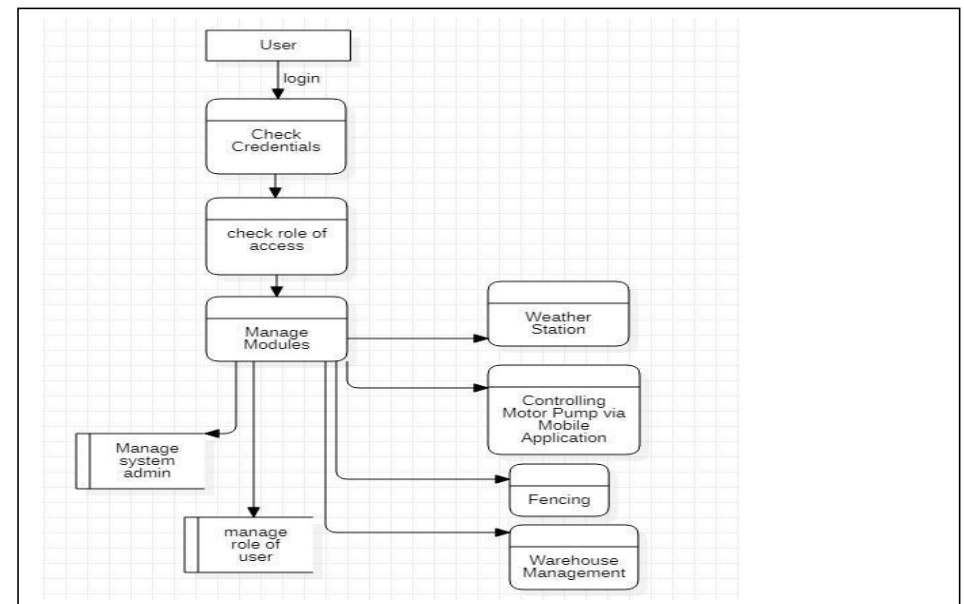 User
login
Check
Credentials
check role of
access
Manage
Modules
Weather
Station
Controlling
Motor Pump via
Mobile
Application
Manage
system
admin
Fencing
manage
role of
user
Warehouse
Management